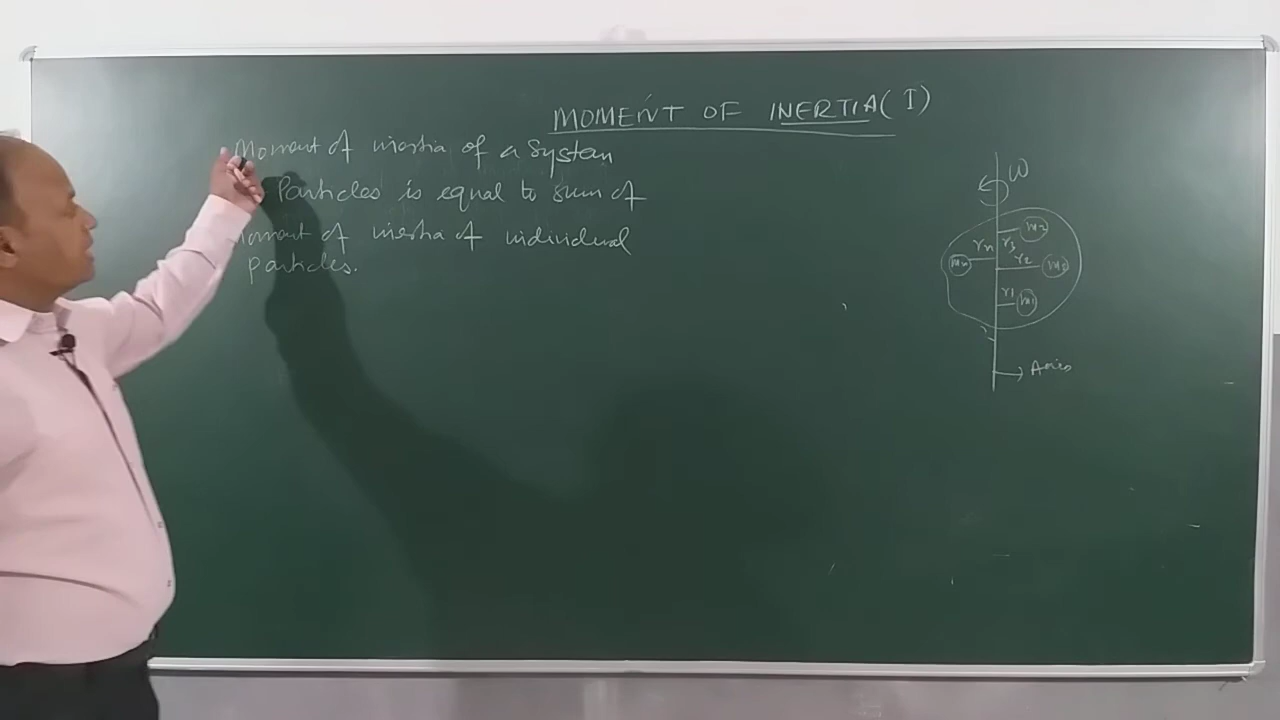 MOMENT OF INERTIA (I)
Moment of inertia of a System
Particles is equal to sum of
Moment of inertia of individual
particles.
ω
m3
rn r3
r2
mn m2
r1 m1
Axis